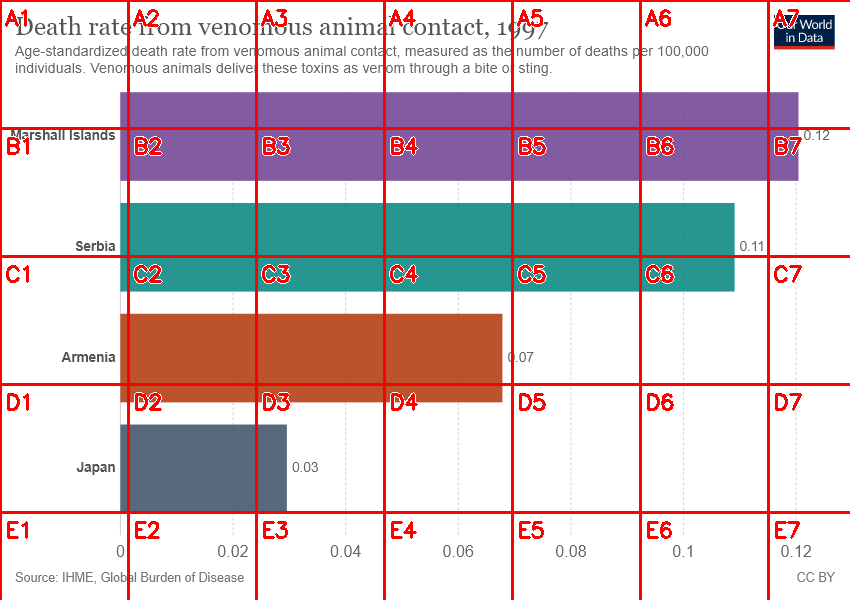 Death rate from venomous animal contact, 1997
Our World
in Data
Age-standardized death rate from venomous animal contact, measured as the number of deaths per 100,000
individuals. Venomous animals deliver these toxins as venom through a bite or sting.
A1 A2 A3 A4 A5 A6 A7
Marshall Islands 0.12
B1 B2 B3 B4 B5 B6 B7
Serbia 0.11
C1 C2 C3 C4 C5 C6 C7
Armenia 0.07
D1 D2 D3 D4 D5 D6 D7
Japan 0.03
E1 E2 E3 E4 E5 E6 E7
0 0.02 0.04 0.06 0.08 0.1 0.12
Source: IHME, Global Burden of Disease CC BY